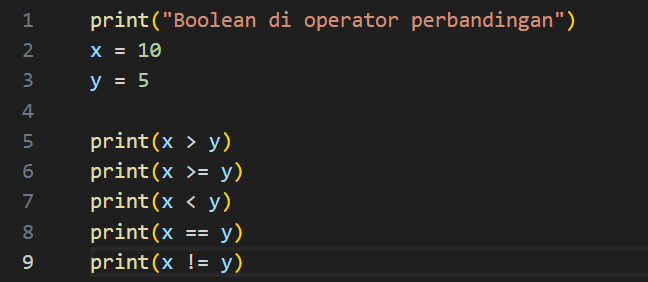 1 print("Boolean di operator perbandingan")
2 x = 10
3 y = 5
4
5 print(x > y)
6 print(x >= y)
7 print(x < y)
8 print(x == y)
9 print(x != y)